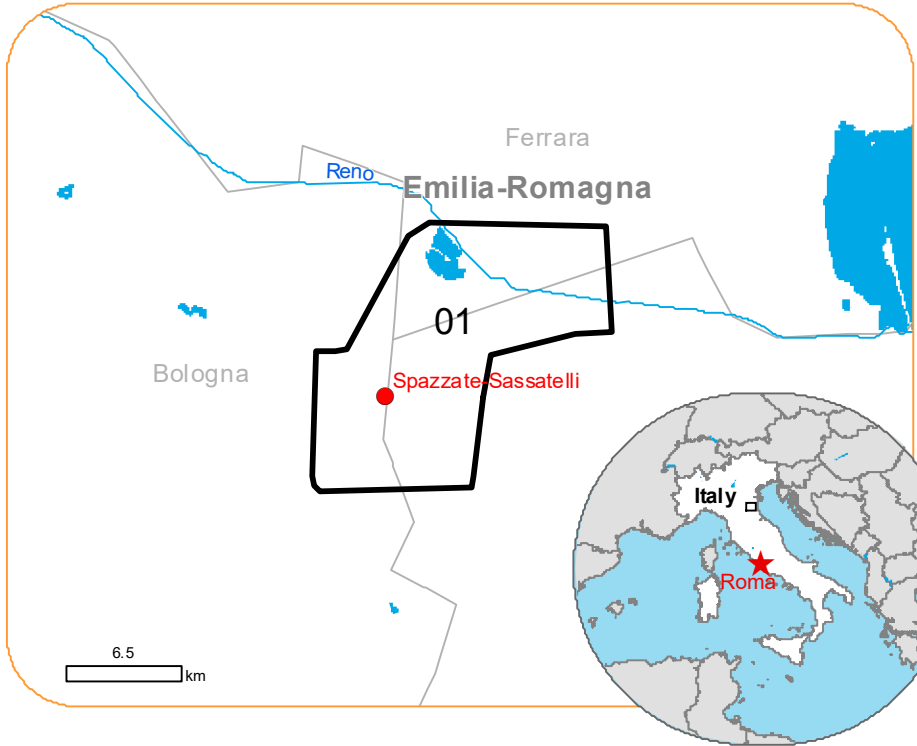 Ferrara
Reno
Emilia-Romagna
01
Bologna
Spazzate-Sassatelli
Italy
Roma
6.5
km